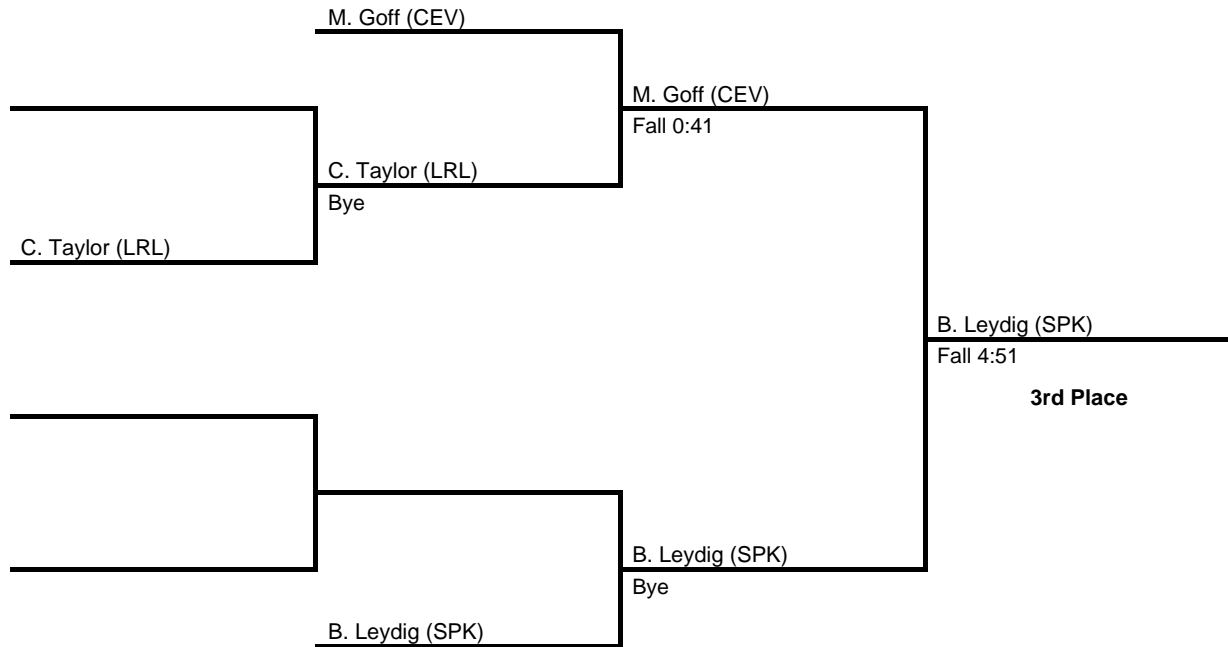 M. Goff (CEV)
M. Goff (CEV)
Fall 0:41
C. Taylor (LRL)
Bye
C. Taylor (LRL)
B. Leydig (SPK)
Fall 4:51
3rd Place
B. Leydig (SPK)
Bye
B. Leydig (SPK)